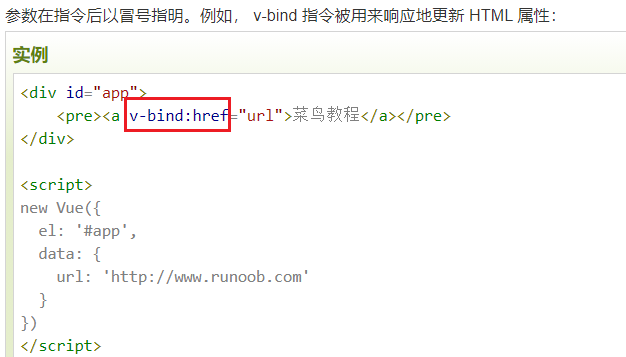 参数在指令后以冒号指明。例如， v-bind 指令被用来响应地更新 HTML 属性：
实例
<div id="app">
    <pre><a v-bind:href="url">菜鸟教程</a></pre>
</div>

<script>
new Vue({
  el: '#app',
  data: {
    url: 'http://www.runoob.com'
  }
})
</script>